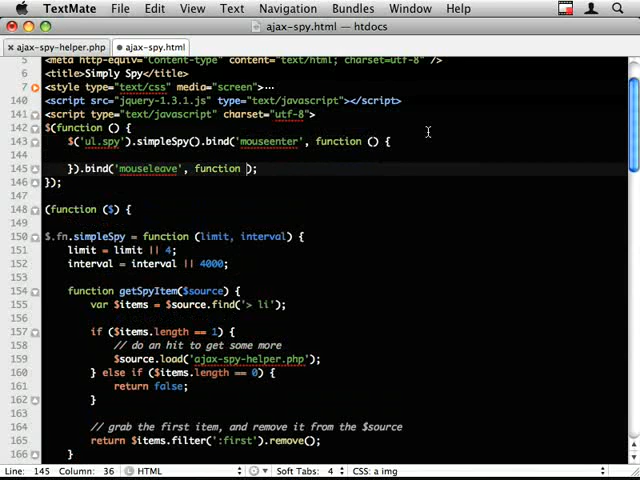 TextMate File Edit View Text Navigation Bundles Window Help
ajax-spy.html — htdocs
ajax-spy-helper.php ajax-spy.html
5 <meta http-equiv="Content-type" content="text/html; charset=utf-8" />
6 <title>Simply Spy</title>
7 <style type="text/css" media="screen">…
140 <script src="jquery-1.3.1.js" type="text/javascript"></script>
141 <script type="text/javascript" charset="utf-8">
142 $(function () {
143 $('ul.spy').simpleSpy().bind('mouseenter', function () {
144
145 }).bind('mouseleave', function );
146 });
147
148 (function ($) {
149
150 $.fn.simpleSpy = function (limit, interval) {
151 limit = limit || 4;
152 interval = interval || 4000;
153
154 function getSpyItem($source) {
155 var $items = $source.find('> li');
156
157 if ($items.length == 1) {
158 // do an hit to get some more
159 $source.load('ajax-spy-helper.php');
160 } else if ($items.length == 0) {
161 return false;
162 }
163
164 // grab the first item, and remove it from the $source
165 return $items.filter(':first').remove();
166 }
Line: 145 Column: 36 HTML Soft Tabs: 4 CSS: a img